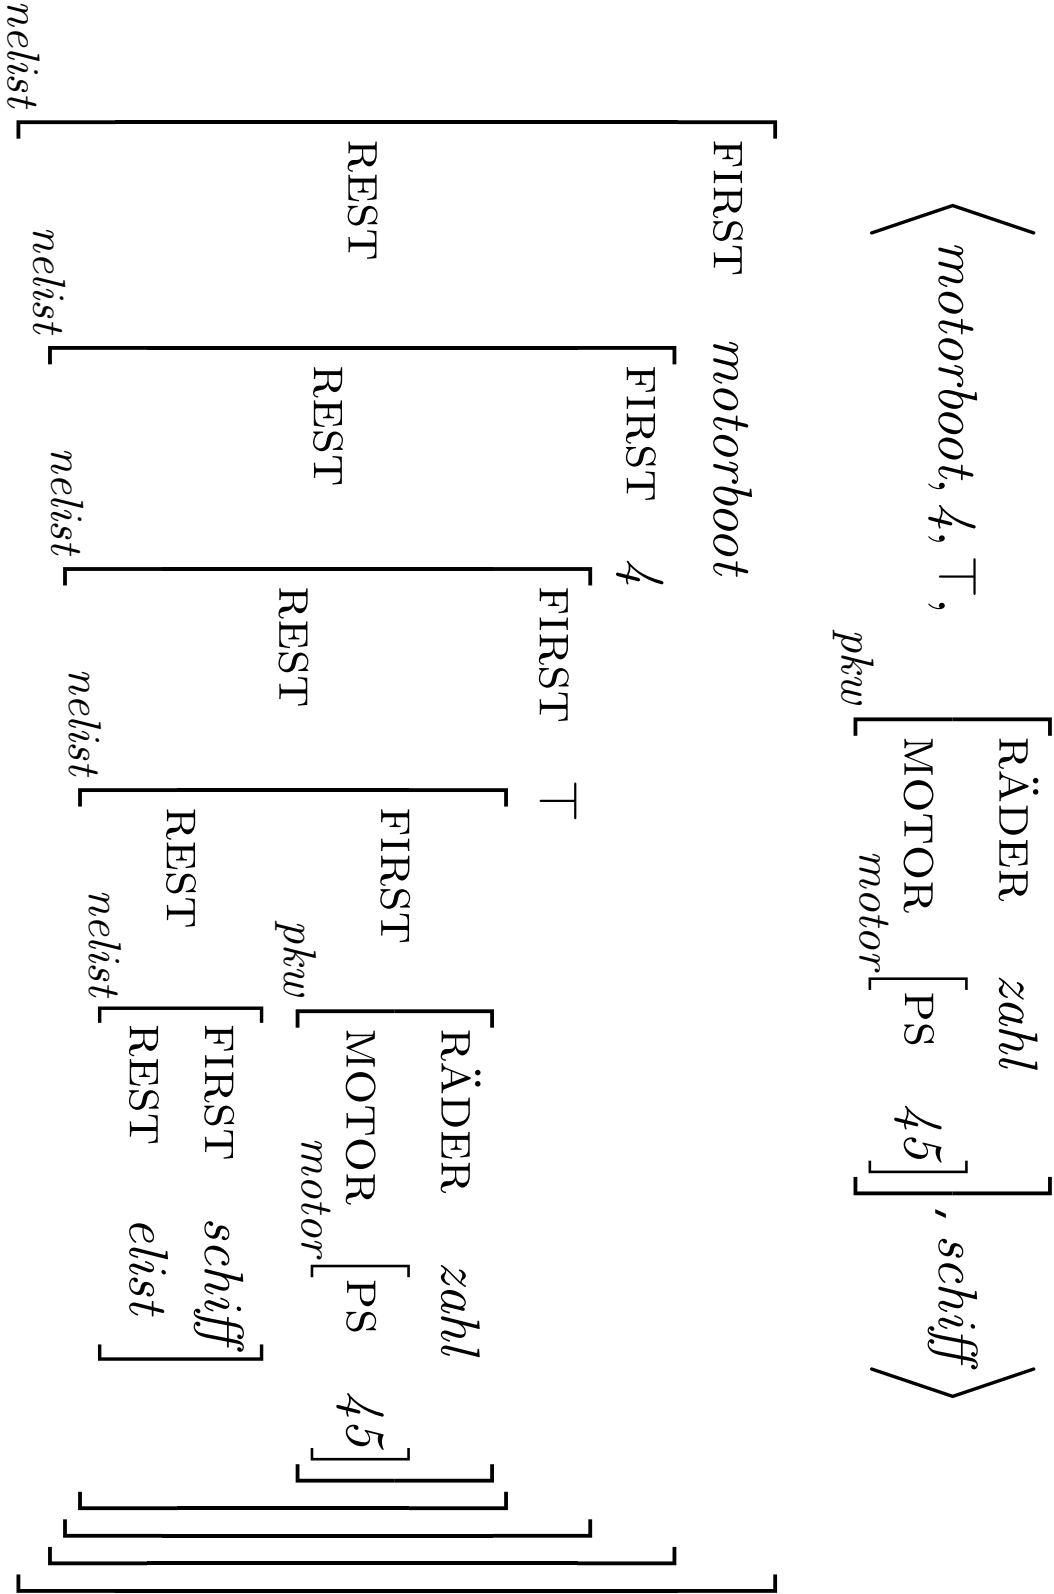 ⟨ motorboot, 4, ⊤, pkw [ RÄDER zahl
MOTOR motor [ PS 45 ] ] , schiff ⟩
nelist [ FIRST motorboot
REST nelist [ FIRST 4
REST nelist [ FIRST ⊤
REST nelist [ FIRST pkw [ RÄDER zahl
MOTOR motor [ PS 45 ] ]
REST nelist [ FIRST schiff
REST elist ] ] ] ] ]